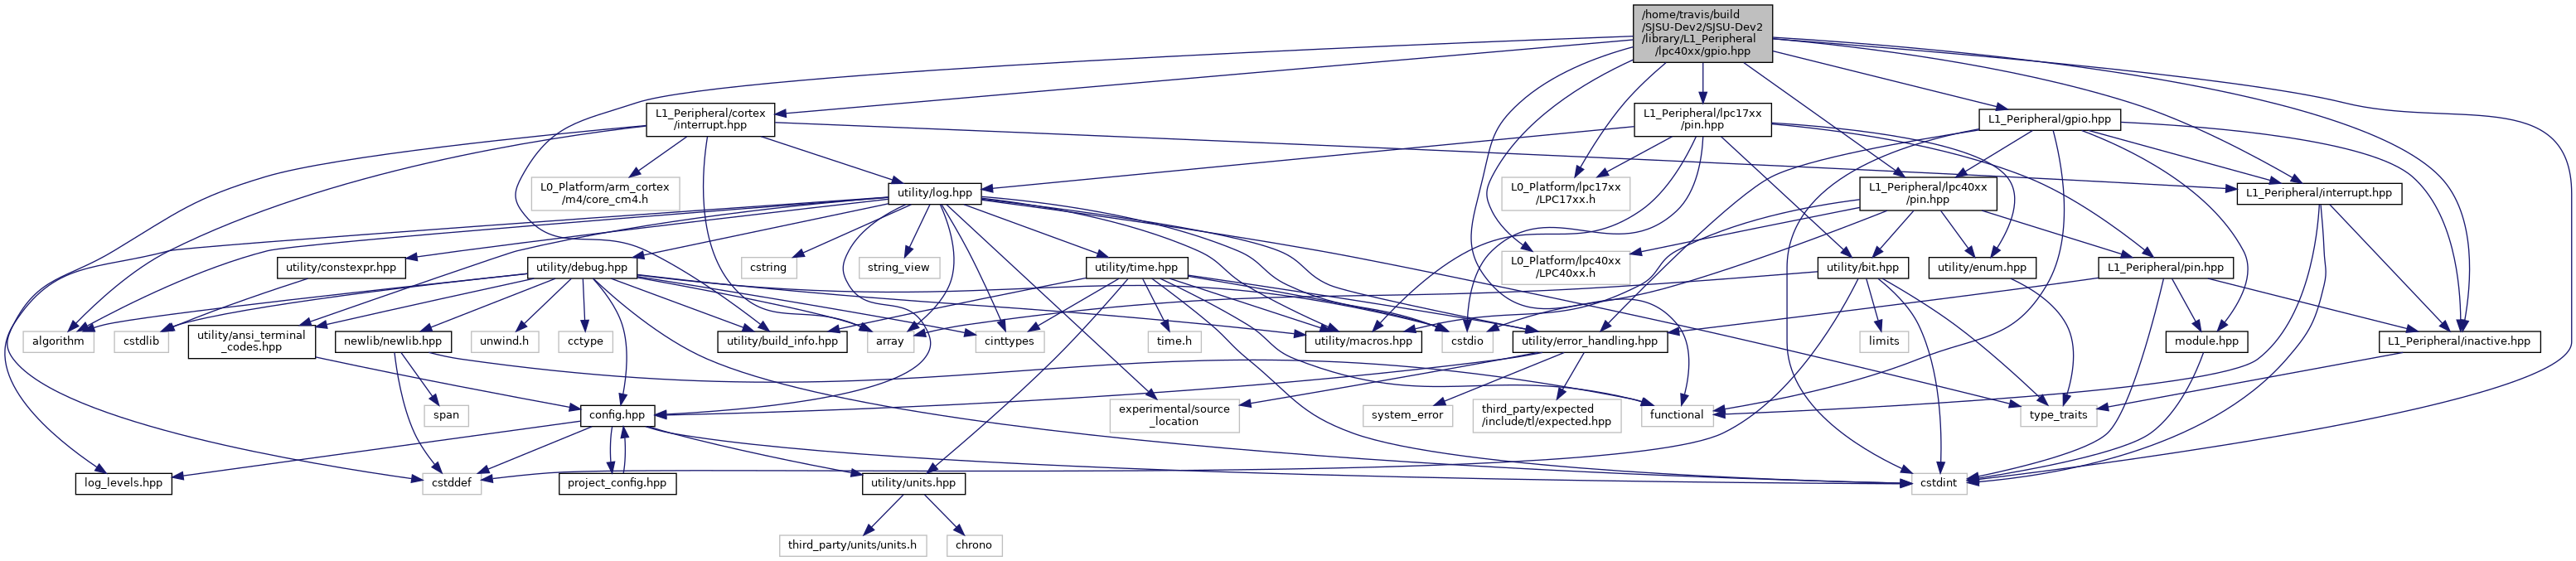 /home/travis/build
/SJSU-Dev2/SJSU-Dev2
/library/L1_Peripheral
/lpc40xx/gpio.hpp
L1_Peripheral/cortex
/interrupt.hpp
L1_Peripheral/lpc17xx
/pin.hpp
L1_Peripheral/gpio.hpp
L0_Platform/arm_cortex
/m4/core_cm4.h
utility/log.hpp
L0_Platform/lpc17xx
/LPC17xx.h
L1_Peripheral/lpc40xx
/pin.hpp
L1_Peripheral/interrupt.hpp
utility/constexpr.hpp
utility/debug.hpp
cstring
string_view
utility/time.hpp
L0_Platform/lpc40xx
/LPC40xx.h
utility/bit.hpp
utility/enum.hpp
L1_Peripheral/pin.hpp
algorithm
cstdlib
utility/ansi_terminal
_codes.hpp
newlib/newlib.hpp
unwind.h
cctype
utility/build_info.hpp
array
cinttypes
time.h
utility/macros.hpp
cstdio
utility/error_handling.hpp
limits
module.hpp
L1_Peripheral/inactive.hpp
span
config.hpp
experimental/source
_location
system_error
third_party/expected
/include/tl/expected.hpp
functional
type_traits
log_levels.hpp
cstddef
project_config.hpp
utility/units.hpp
cstdint
third_party/units/units.h
chrono